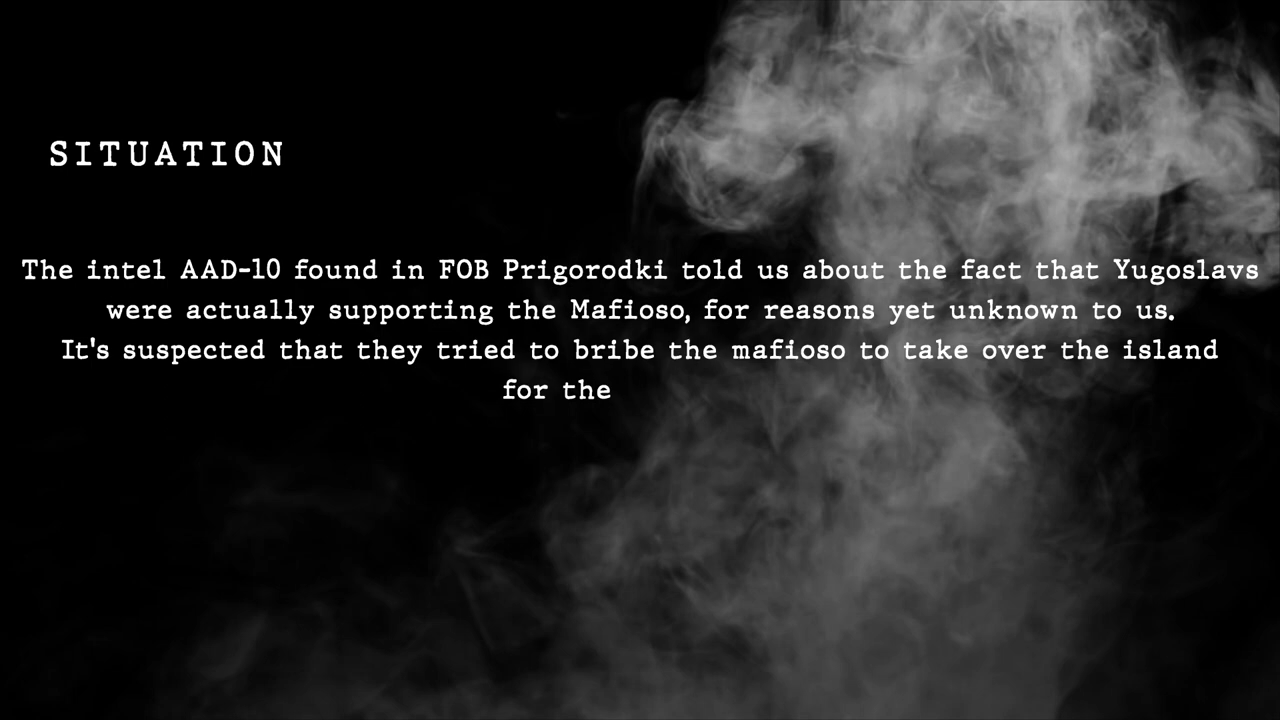 SITUATION
The intel AAD-10 found in FOB Prigorodki told us about the fact that Yugoslavs
were actually supporting the Mafioso, for reasons yet unknown to us.
It's suspected that they tried to bribe the mafioso to take over the island
for the